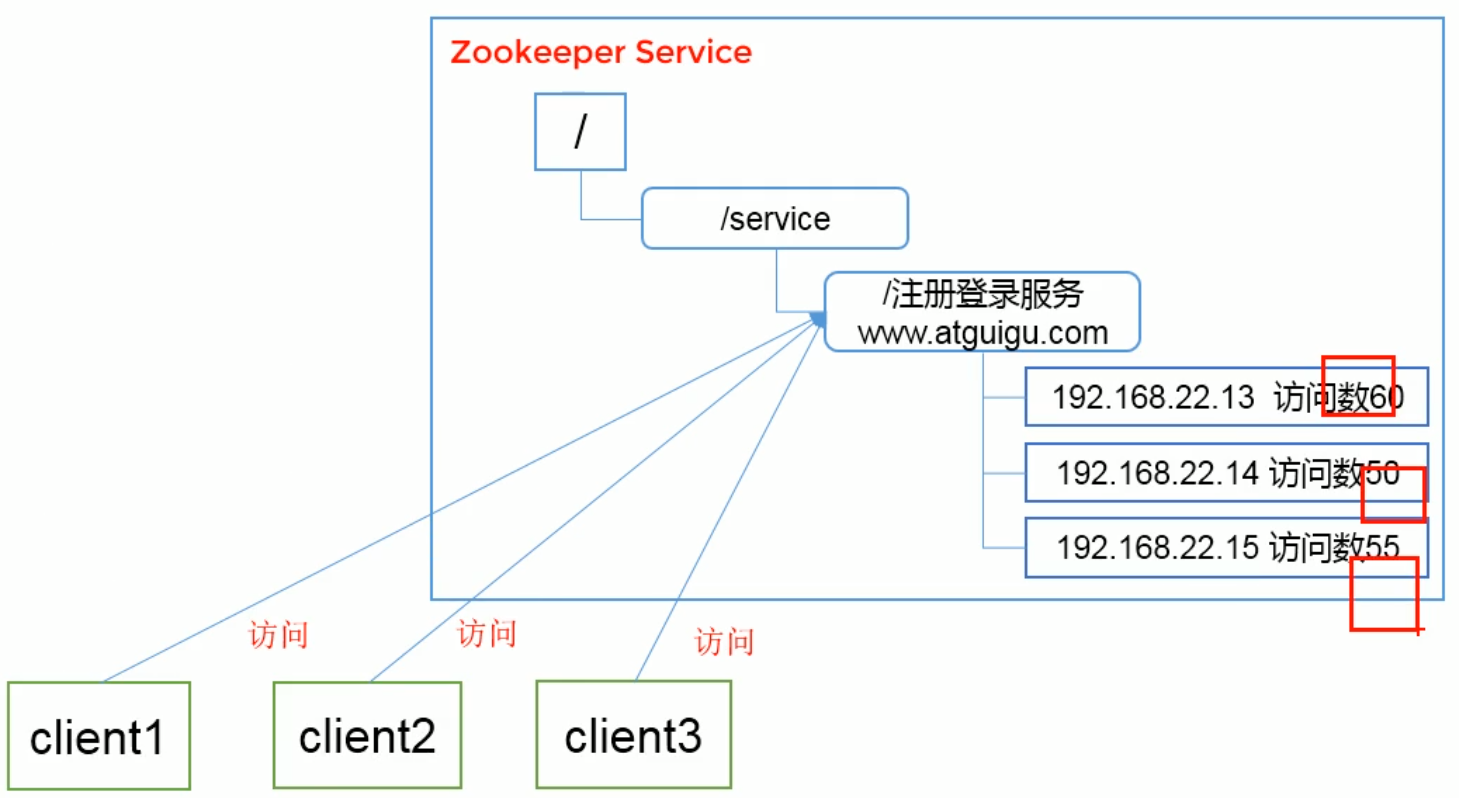 Zookeeper Service
/
/service
/注册登录服务
www.atguigu.com
192.168.22.13 访问数60
192.168.22.14 访问数50
192.168.22.15 访问数55
访问
访问
访问
client1
client2
client3